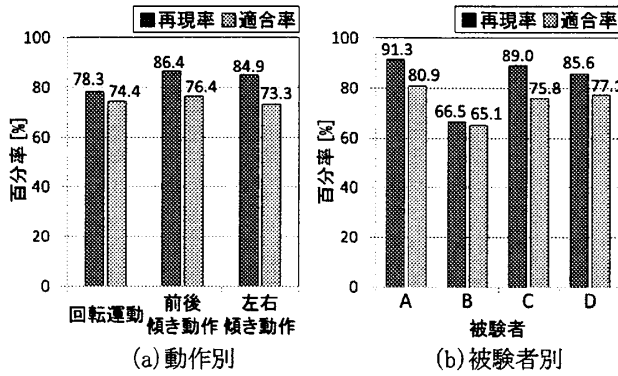 再現率 適合率
百分率 [%]
100
80
60
40
20
0
78.3
74.4
86.4
76.4
84.9
73.3
回転運動
前後
傾き動作
左右
傾き動作
(a)動作別
再現率 適合率
百分率 [%]
100
80
60
40
20
0
91.3
80.9
66.5
65.1
89.0
75.8
85.6
A
B
C
D
被験者
(b)被験者別